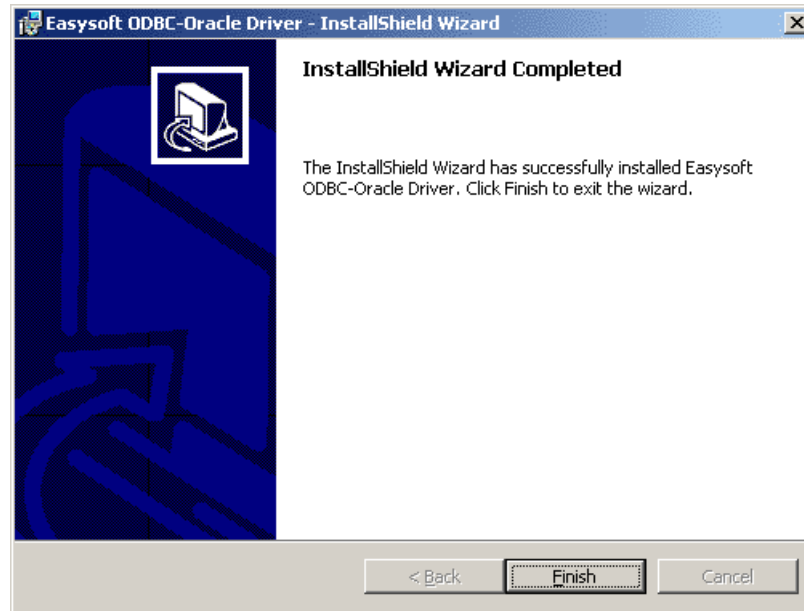 Easysoft ODBC-Oracle Driver - InstallShield Wizard
InstallShield Wizard Completed
The InstallShield Wizard has successfully installed Easysoft
ODBC-Oracle Driver. Click Finish to exit the wizard.
< Back Finish Cancel